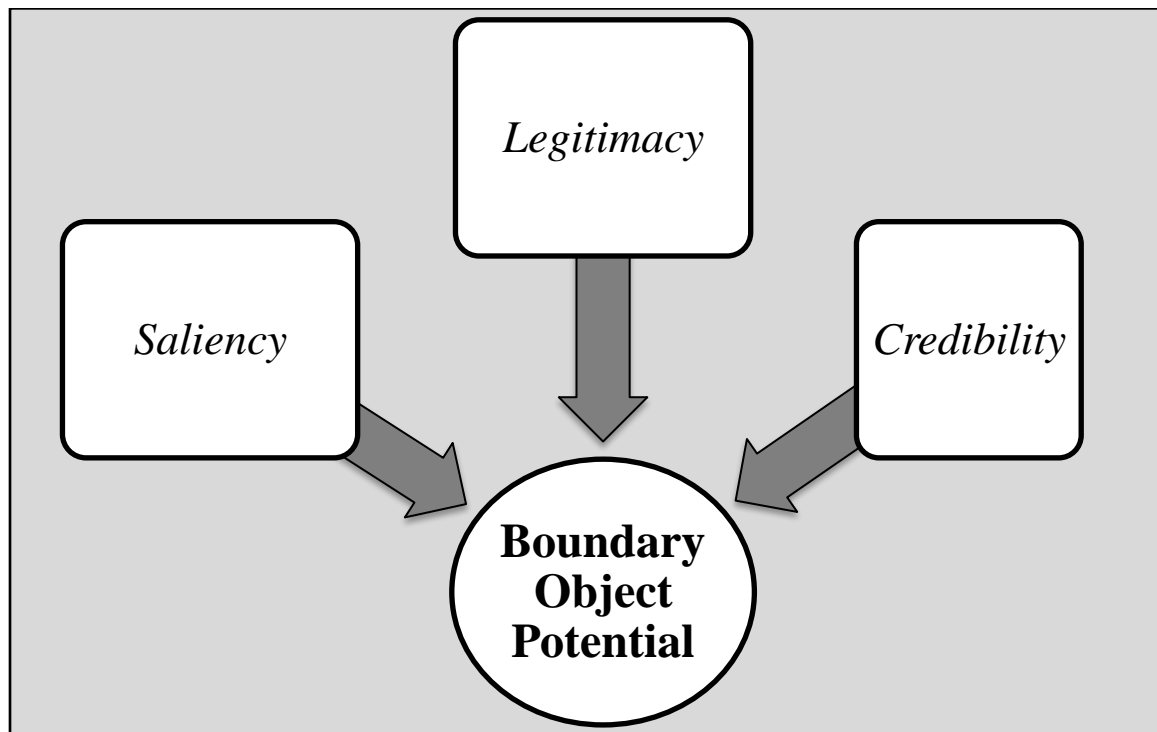 Legitimacy
Saliency
Credibility
Boundary
Object
Potential